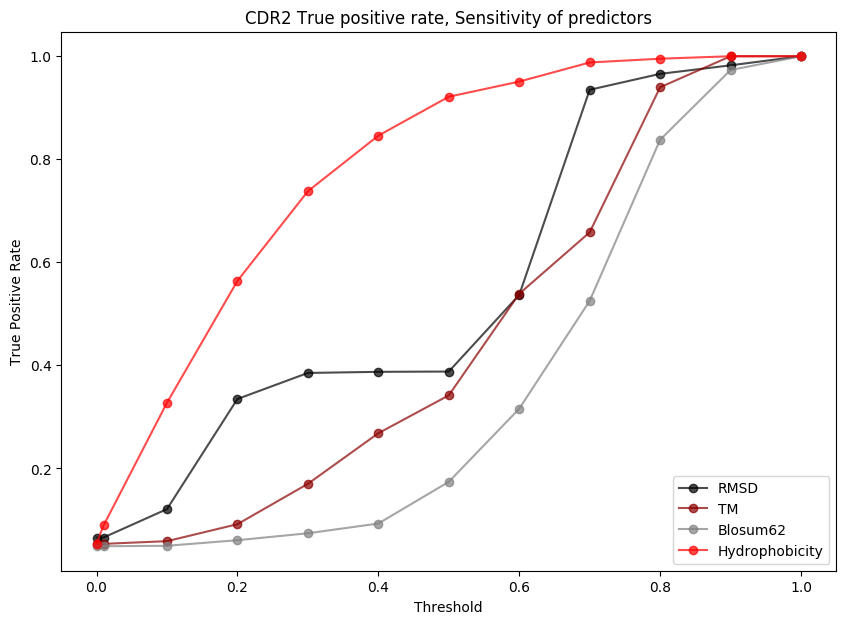 CDR2 True positive rate, Sensitivity of predictors
True Positive Rate
1.0
0.8
0.6
0.4
0.2
RMSD
TM
Blosum62
Hydrophobicity
0.0 0.2 0.4 0.6 0.8 1.0
Threshold